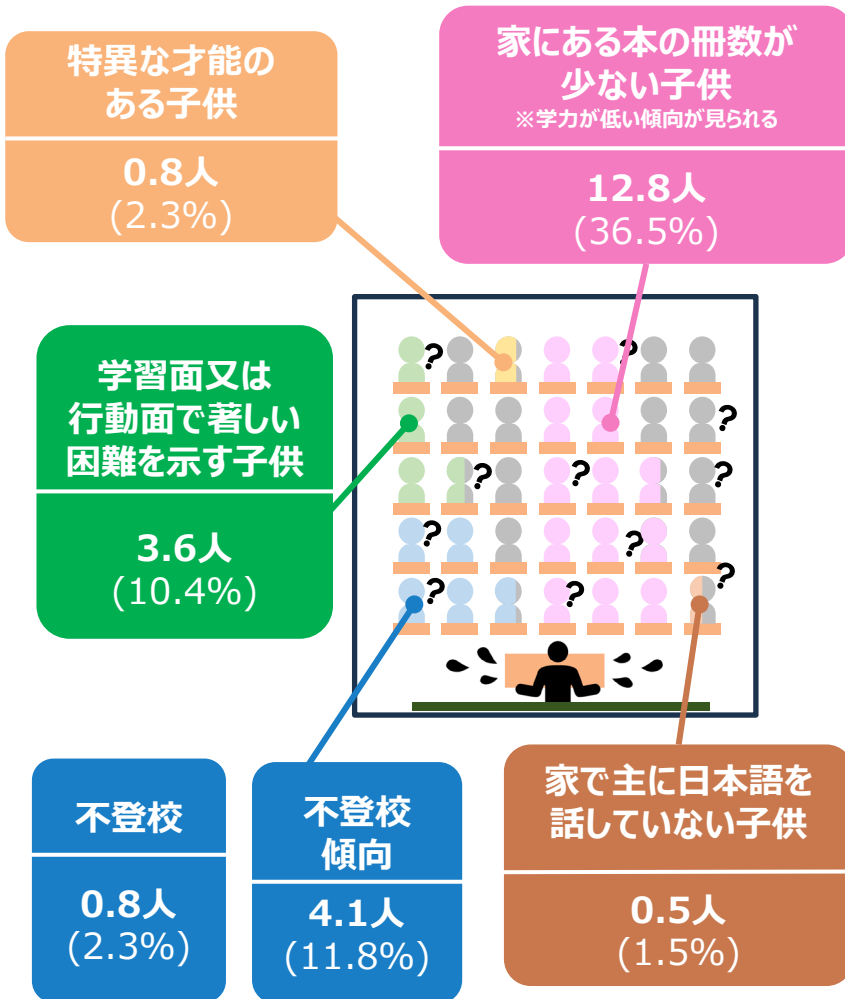 特異な才能の
ある子供
0.8人
(2.3%)
家にある本の冊数が
少ない子供
※学力が低い傾向が見られる
12.8人
(36.5%)
学習面又は
行動面で著しい
困難を示す子供
3.6人
(10.4%)
?
?
?
?
?
?
?
?
?
?
?
不登校
0.8人
(2.3%)
不登校
傾向
4.1人
(11.8%)
家で主に日本語を
話していない子供
0.5人
(1.5%)